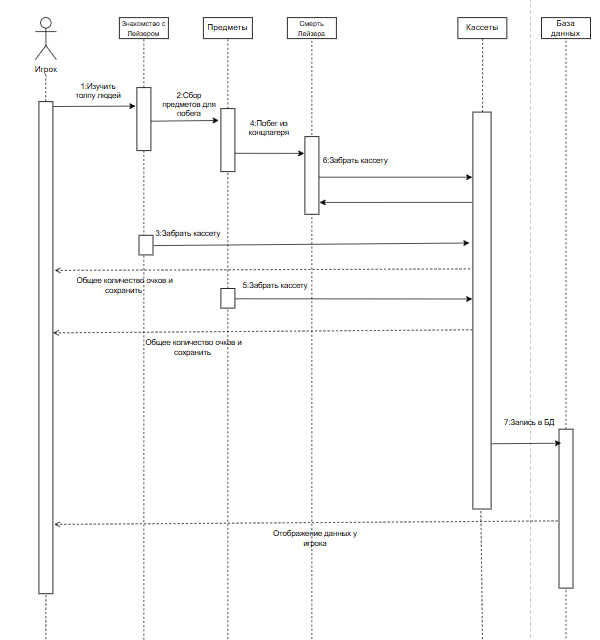 Знакомство с
Лейзером
Предметы
Смерть
Лейзера
Кассеты
База
данных
Игрок
1:Изучить
толпу людей
2:Сбор
предметов для
побега
4:Побег из
концлагеря
6:Забрать кассету
3:Забрать кассету
Общее количество очков и
сохранить
5:Забрать кассету
Общее количество очков и
сохранить
7:Запись в БД
Отображение данных у
игрока